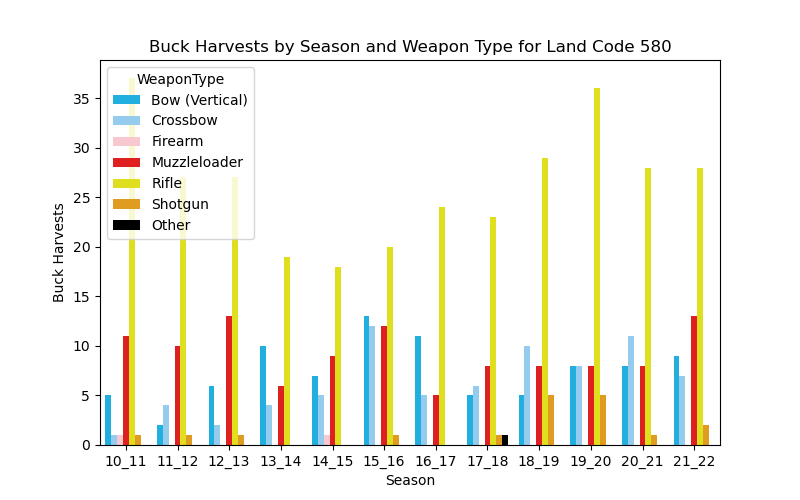 Buck Harvests by Season and Weapon Type for Land Code 580
WeaponType
Bow (Vertical)
Crossbow
Firearm
Muzzleloader
Rifle
Shotgun
Other
Buck Harvests
35
30
25
20
15
10
5
0
10_11 11_12 12_13 13_14 14_15 15_16 16_17 17_18 18_19 19_20 20_21 21_22
Season